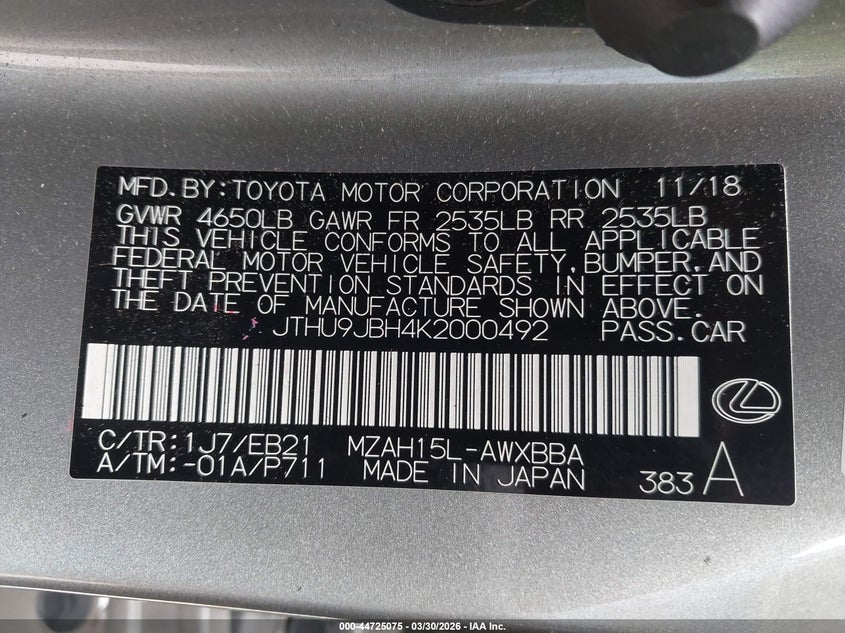 MFD.BY:TOYOTA MOTOR CORPORATION 11/18
GVWR 4650LB GAWR FR 2535LB RR 2535LB
THIS VEHICLE CONFORMS TO ALL APPLICABLE
FEDERAL MOTOR VEHICLE SAFETY,BUMPER,AND
THEFT PREVENTION STANDARDS IN EFFECT ON
THE DATE OF MANUFACTURE SHOWN ABOVE.
JTHU9JBH4K2000492 PASS.CAR
C/TR:1J7/EB21 MZAH15L-AWXBBA
A/TM:-01A/P711 MADE IN JAPAN 383 A
000-44725075 — 03/30/2026 — IAA Inc.